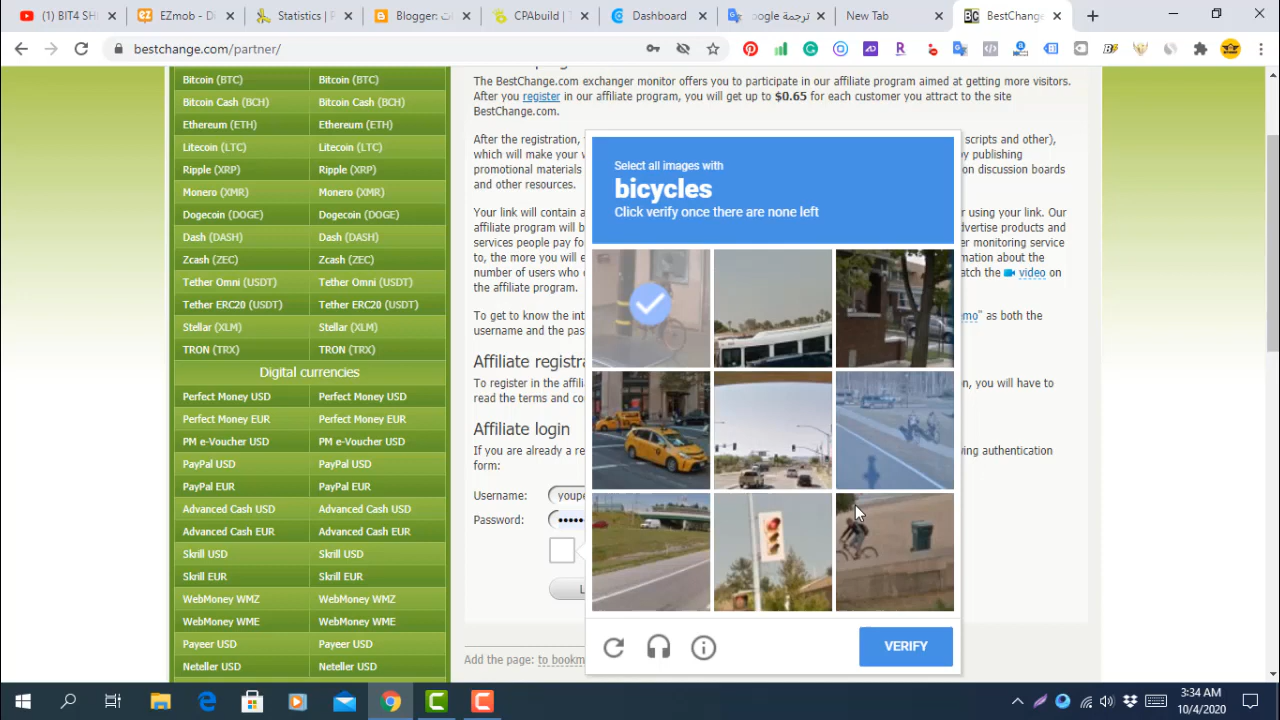 (1) BIT4 SH
EZmob - Di
Statistics | P
Blogger: ت
CPAbuild | T
Dashboard
ترجمة oogle
New Tab
BestChange
bestchange.com/partner/
Bitcoin (BTC) Bitcoin (BTC)
Bitcoin Cash (BCH) Bitcoin Cash (BCH)
Ethereum (ETH) Ethereum (ETH)
Litecoin (LTC) Litecoin (LTC)
Ripple (XRP) Ripple (XRP)
Monero (XMR) Monero (XMR)
Dogecoin (DOGE) Dogecoin (DOGE)
Dash (DASH) Dash (DASH)
Zcash (ZEC) Zcash (ZEC)
Tether Omni (USDT) Tether Omni (USDT)
Tether ERC20 (USDT) Tether ERC20 (USDT)
Stellar (XLM) Stellar (XLM)
TRON (TRX) TRON (TRX)
Digital currencies
Perfect Money USD Perfect Money USD
Perfect Money EUR Perfect Money EUR
PM e-Voucher USD PM e-Voucher USD
PayPal USD PayPal USD
PayPal EUR PayPal EUR
Advanced Cash USD Advanced Cash USD
Advanced Cash EUR Advanced Cash EUR
Skrill USD Skrill USD
Skrill EUR Skrill EUR
WebMoney WMZ WebMoney WMZ
WebMoney WME WebMoney WME
Payeer USD Payeer USD
Neteller USD Neteller USD
The BestChange.com exchanger monitor offers you to participate in our affiliate program aimed at getting more visitors.
After you register in our affiliate program, you will get up to $0.65 for each customer you attract to the site
BestChange.com.
After the registration, scripts and other),
which will make your by publishing
promotional materials on discussion boards
and other resources.
Your link will contain a r using your link. Our
affiliate program will b dvertise products and
services people pay fo er monitoring service
to, the more you will e rmation about the
number of users who atch the video on
the affiliate program.
To get to know the int emo" as both the
username and the pas
Affiliate registra
To register in the affili n, you will have to
read the terms and co
Affiliate login
If you are already a re owing authentication
form:
Username: youpe
Password: ••••••
L
Add the page: to bookm
Select all images with
bicycles
Click verify once there are none left
VERIFY
3:34 AM
10/4/2020